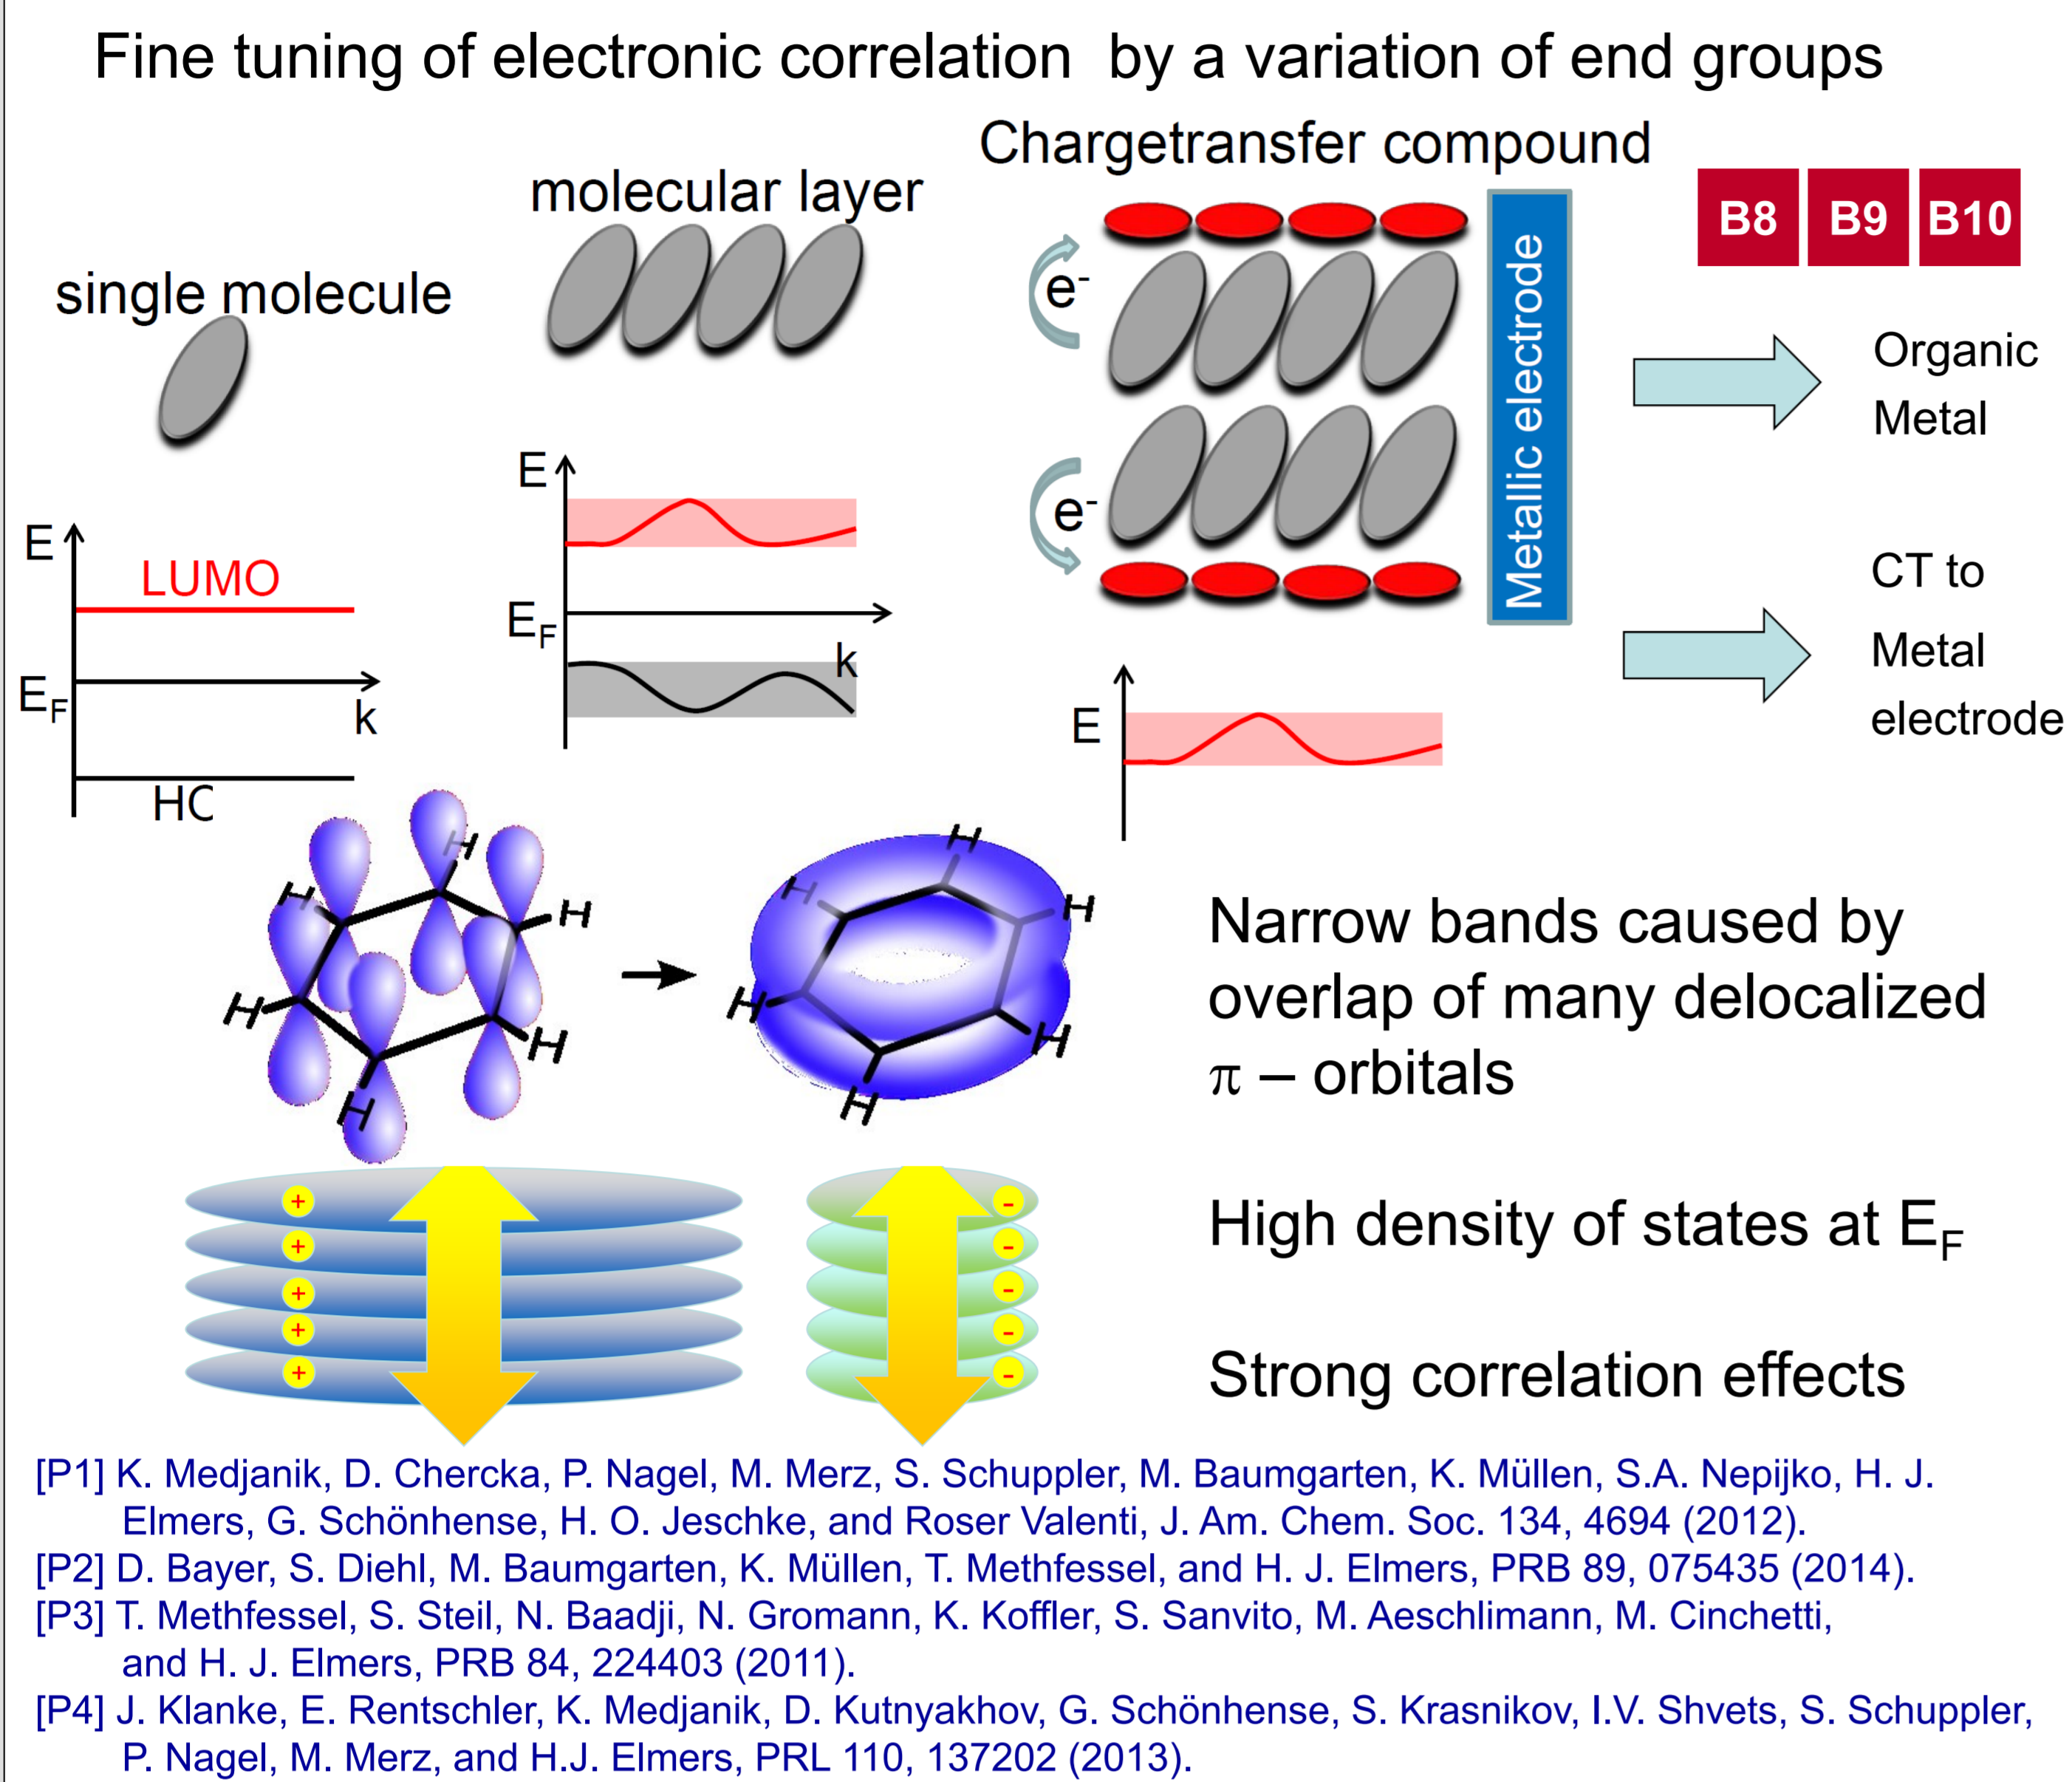 Fine tuning of electronic correlation by a variation of end groups
Chargetransfer compound
molecular layer
single molecule
B8 B9 B10
e-
e-
Metallic electrode
Organic
Metal
CT to
Metal
electrode
E
LUMO
EF
k
HC
E
EF
k
E
H
H
H
H
H
H
H
H
H
H
H
H
Narrow bands caused by
overlap of many delocalized
π – orbitals
+ -
+ -
+ -
+ -
+ -
High density of states at EF
Strong correlation effects
[P1] K. Medjanik, D. Chercka, P. Nagel, M. Merz, S. Schuppler, M. Baumgarten, K. Müllen, S.A. Nepijko, H. J.
Elmers, G. Schönhense, H. O. Jeschke, and Roser Valenti, J. Am. Chem. Soc. 134, 4694 (2012).
[P2] D. Bayer, S. Diehl, M. Baumgarten, K. Müllen, T. Methfessel, and H. J. Elmers, PRB 89, 075435 (2014).
[P3] T. Methfessel, S. Steil, N. Baadji, N. Gromann, K. Koffler, S. Sanvito, M. Aeschlimann, M. Cinchetti,
and H. J. Elmers, PRB 84, 224403 (2011).
[P4] J. Klanke, E. Rentschler, K. Medjanik, D. Kutnyakhov, G. Schönhense, S. Krasnikov, I.V. Shvets, S. Schuppler,
P. Nagel, M. Merz, and H.J. Elmers, PRL 110, 137202 (2013).